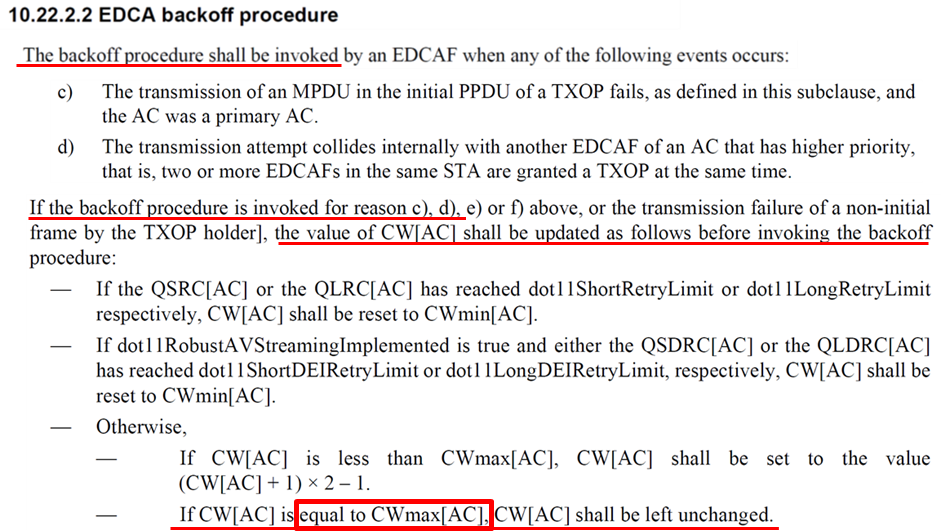 10.22.2.2 EDCA backoff procedure
The backoff procedure shall be invoked by an EDCAF when any of the following events occurs:
c) The transmission of an MPDU in the initial PPDU of a TXOP fails, as defined in this subclause, and
the AC was a primary AC.
d) The transmission attempt collides internally with another EDCAF of an AC that has higher priority,
that is, two or more EDCAFs in the same STA are granted a TXOP at the same time.
If the backoff procedure is invoked for reason c), d), e) or f) above, or the transmission failure of a non-initial
frame by the TXOP holder], the value of CW[AC] shall be updated as follows before invoking the backoff
procedure:
— If the QSRC[AC] or the QLRC[AC] has reached dot11ShortRetryLimit or dot11LongRetryLimit
respectively, CW[AC] shall be reset to CWmin[AC].
— If dot11RobustAVStreamingImplemented is true and either the QSDRC[AC] or the QLDRC[AC]
has reached dot11ShortDEIRetryLimit or dot11LongDEIRetryLimit, respectively, CW[AC] shall be
reset to CWmin[AC].
— Otherwise,
— If CW[AC] is less than CWmax[AC], CW[AC] shall be set to the value
(CW[AC] + 1) × 2 – 1.
— If CW[AC] is equal to CWmax[AC], CW[AC] shall be left unchanged.